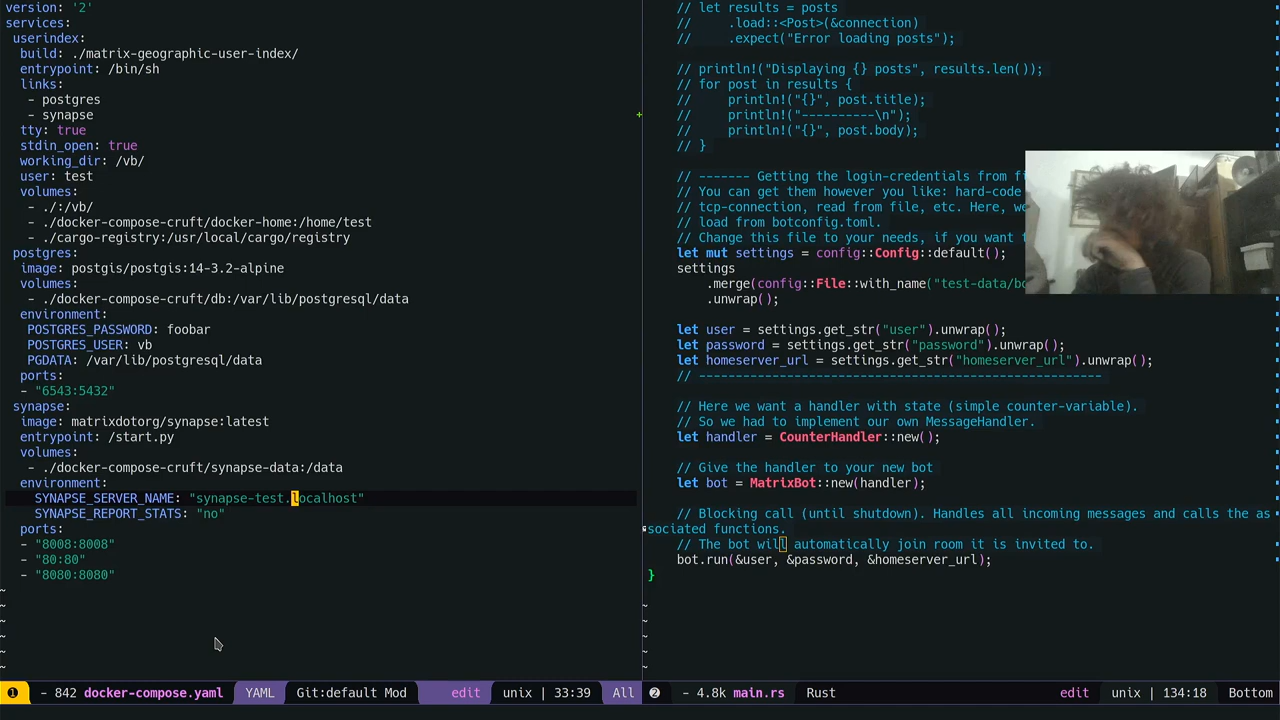 version: '2'
services:
userindex:
build: ./matrix-geographic-user-index/
entrypoint: /bin/sh
links:
- postgres
- synapse
tty: true
stdin_open: true
working_dir: /vb/
user: test
volumes:
- ./:/vb/
- ./docker-compose-cruft/docker-home:/home/test
- ./cargo-registry:/usr/local/cargo/registry
postgres:
image: postgis/postgis:14-3.2-alpine
volumes:
- ./docker-compose-cruft/db:/var/lib/postgresql/data
environment:
POSTGRES_PASSWORD: foobar
POSTGRES_USER: vb
PGDATA: /var/lib/postgresql/data
ports:
- "6543:5432"
synapse:
image: matrixdotorg/synapse:latest
entrypoint: /start.py
volumes:
- ./docker-compose-cruft/synapse-data:/data
environment:
SYNAPSE_SERVER_NAME: "synapse-test.localhost"
SYNAPSE_REPORT_STATS: "no"
ports:
- "8008:8008"
- "80:80"
- "8080:8080"
~
~
~
~
~
~
❶ - 842 docker-compose.yaml YAML Git:default Mod edit unix | 33:39 All
// let results = posts
//     .load::<Post>(&connection)
//     .expect("Error loading posts");
// println!("Displaying {} posts", results.len());
// for post in results {
//     println!("{}", post.title);
//     println!("----------\n");
//     println!("{}", post.body);
// }
// ------- Getting the login-credentials from fi
// You can get them however you like: hard-code
// tcp-connection, read from file, etc. Here, we
// load from botconfig.toml.
// Change this file to your needs, if you want t
let mut settings = config::Config::default();
settings
.merge(config::File::with_name("test-data/bo
.unwrap();
let user = settings.get_str("user").unwrap();
let password = settings.get_str("password").unwrap();
let homeserver_url = settings.get_str("homeserver_url").unwrap();
// -------------------------------------------------------
// Here we want a handler with state (simple counter-variable).
// So we had to implement our own MessageHandler.
let handler = CounterHandler::new();
// Give the handler to your new bot
let bot = MatrixBot::new(handler);
// Blocking call (until shutdown). Handles all incoming messages and calls the as
sociated functions.
// The bot will automatically join room it is invited to.
bot.run(&user, &password, &homeserver_url);
}
~
~
~
~
~
~
❷ - 4.8k main.rs Rust edit unix | 134:18 Bottom